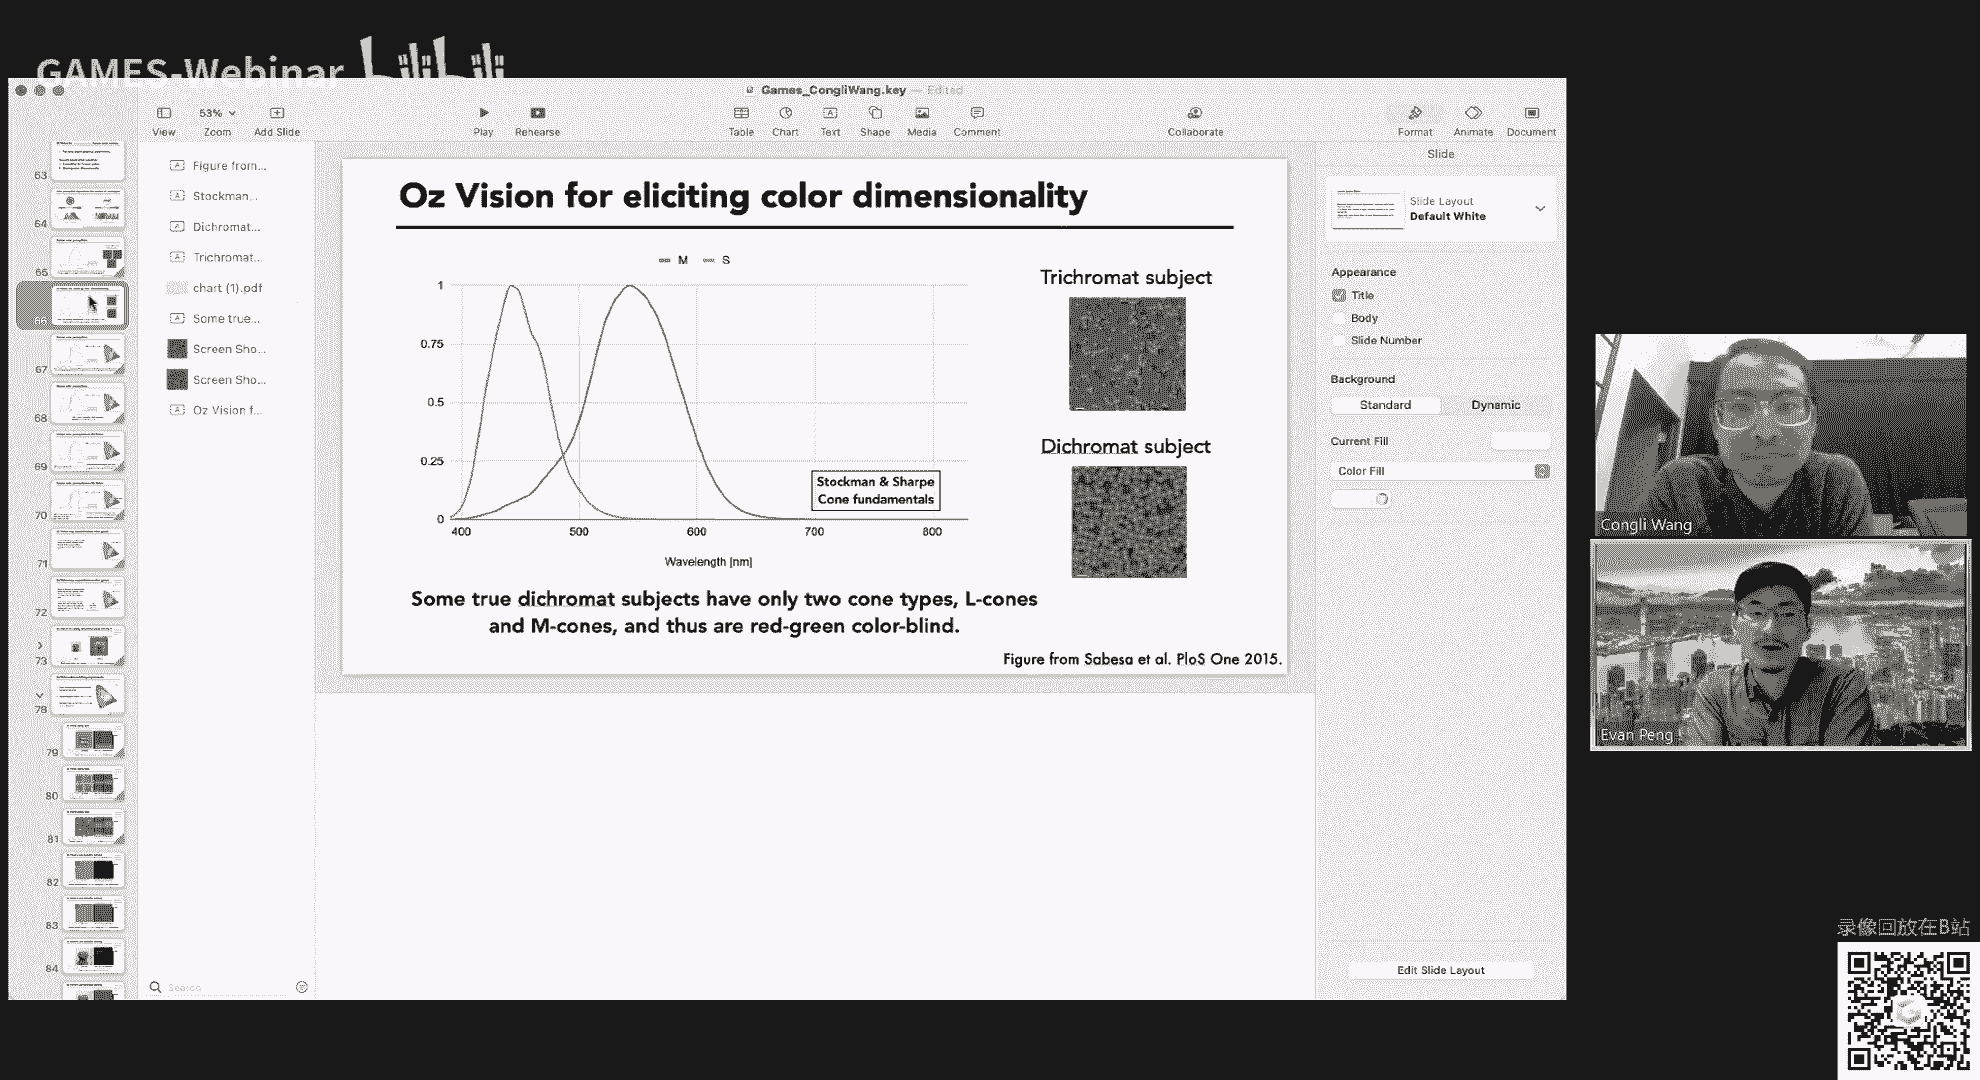 GAMES-Webinar bilibili
Games_CongliWang.key — Edited
View
53%
Zoom
Add Slide
Play
Rehearse
Table
Chart
Text
Shape
Media
Comment
Collaborate
Format
Animate
Document
63
64
65
66
67
68
69
70
71
72
73
78
79
80
81
82
83
84
Figure from...
Stockman...
Dichromat...
Trichromat...
chart (1).pdf
Some true...
Screen Sho...
Screen Sho...
Oz Vision f...
Search
Oz Vision for eliciting color dimensionality
M S
1
0.75
0.5
0.25
0
400 500 600 700 800
Wavelength [nm]
Stockman & Sharpe
Cone fundamentals
Trichromat subject
Dichromat subject
Some true dichromat subjects have only two cone types, L-cones
and M-cones, and thus are red-green color-blind.
Figure from Sabesa et al. PloS One 2015.
Slide
Slide Layout
Default White
Appearance
Title
Body
Slide Number
Background
Standard Dynamic
Current Fill
Color Fill
Edit Slide Layout
Congli Wang
Evan Peng
录像回放在B站